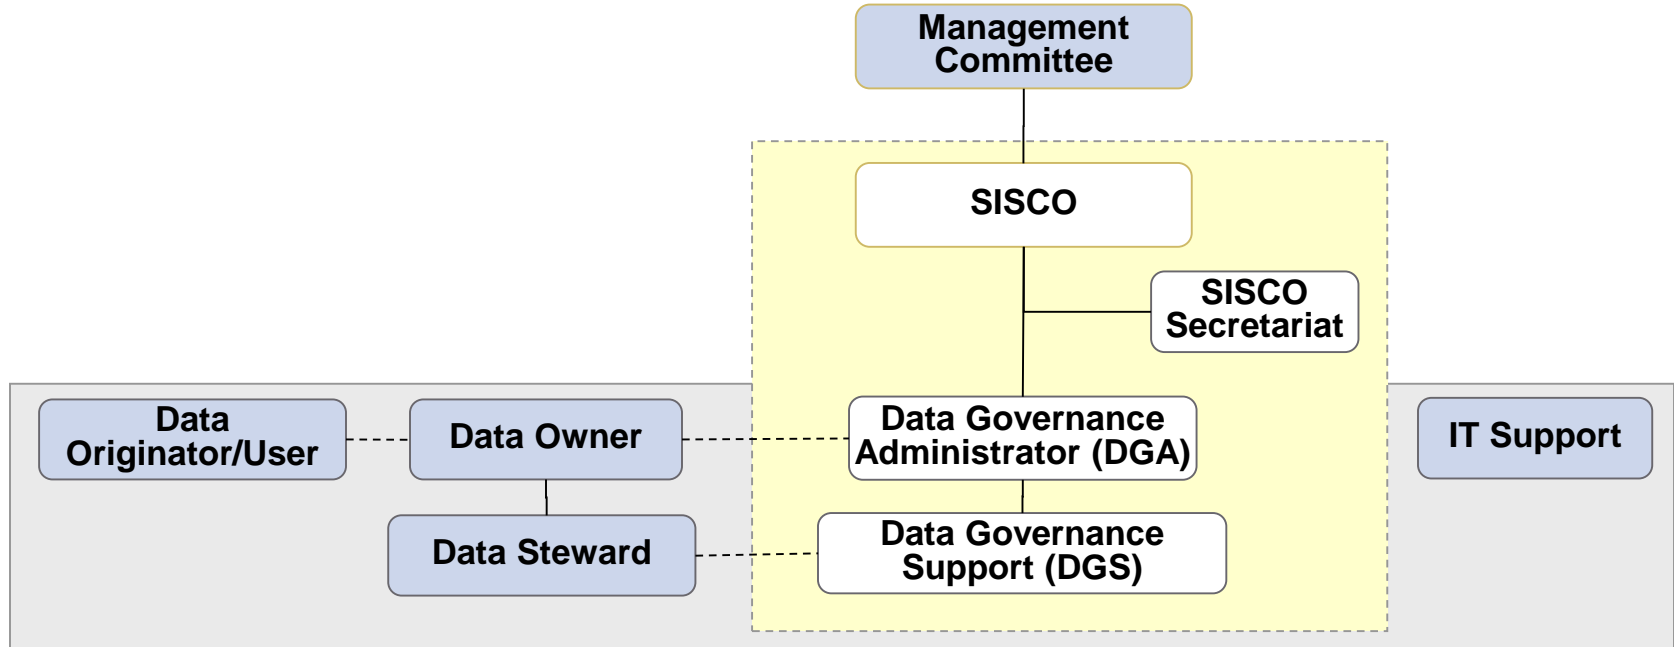 Management
Committee
SISCO
SISCO
Secretariat
Data
Originator/User
Data Owner
Data Governance
Administrator (DGA)
IT Support
Data Steward
Data Governance
Support (DGS)